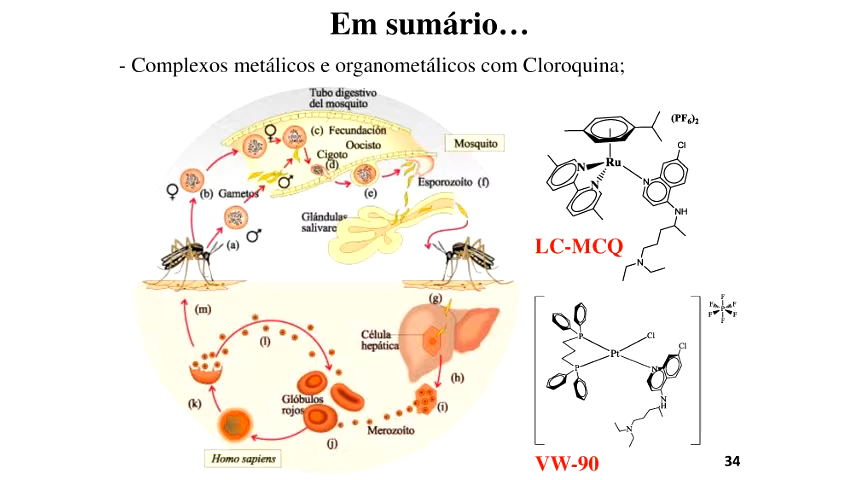 Em sumário…
- Complexos metálicos e organometálicos com Cloroquina;
Tubo digestivo
del mosquito
(c) Fecundación
Oocisto
Cigoto
(d)
Mosquito
♀
♀
(b) Gametos
♂
(e)
Esporozoíto (f)
(a)
♂
Glándulas
salivare
(m)
(g)
Célula
hepática
(l)
(h)
(k)
Glóbulos
rojos
(i)
(j)
Merozoíto
Homo sapiens
(PF6)2
Ru
N
N
N
Cl
NH
N
LC-MCQ
F
F
F
P
F
F
F
P
P
Pt
Cl
N
Cl
N
H
N
VW-90
34